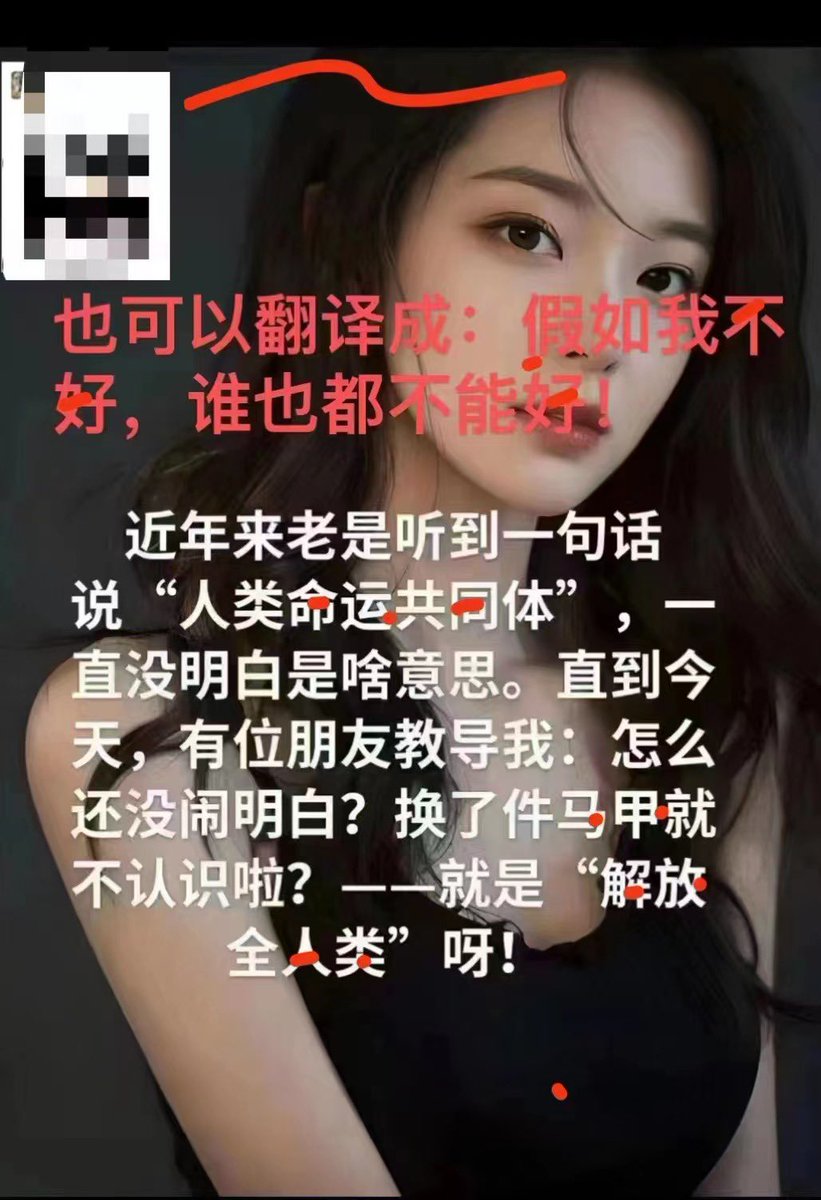 也可以翻译成：假如我不
好，谁也都不能好！
近年来老是听到一句话
说“人类命运共同体”，一
直没明白是啥意思。直到今
天，有位朋友教导我：怎么
还没闹明白？换了件马甲就
不认识啦？——就是“解放
全人类”呀！